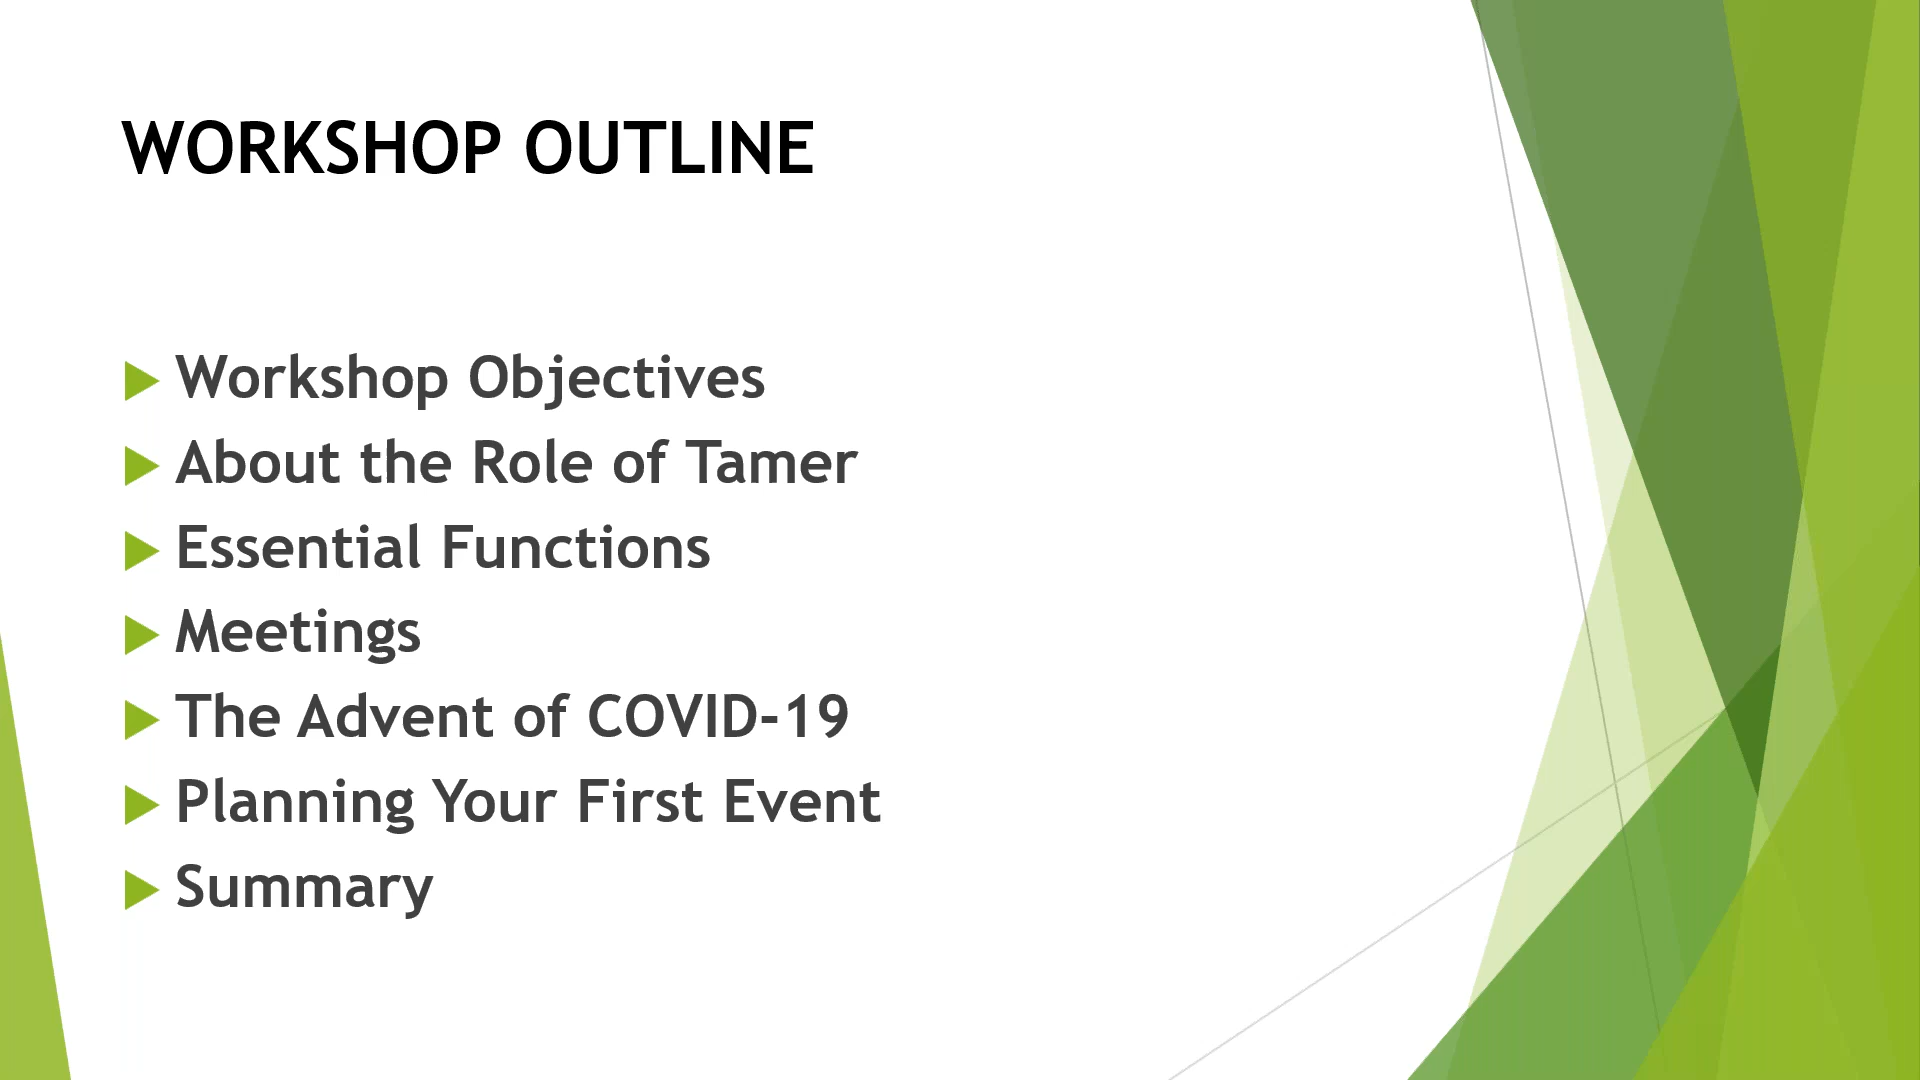 WORKSHOP OUTLINE
Workshop Objectives
About the Role of Tamer
Essential Functions
Meetings
The Advent of COVID-19
Planning Your First Event
Summary